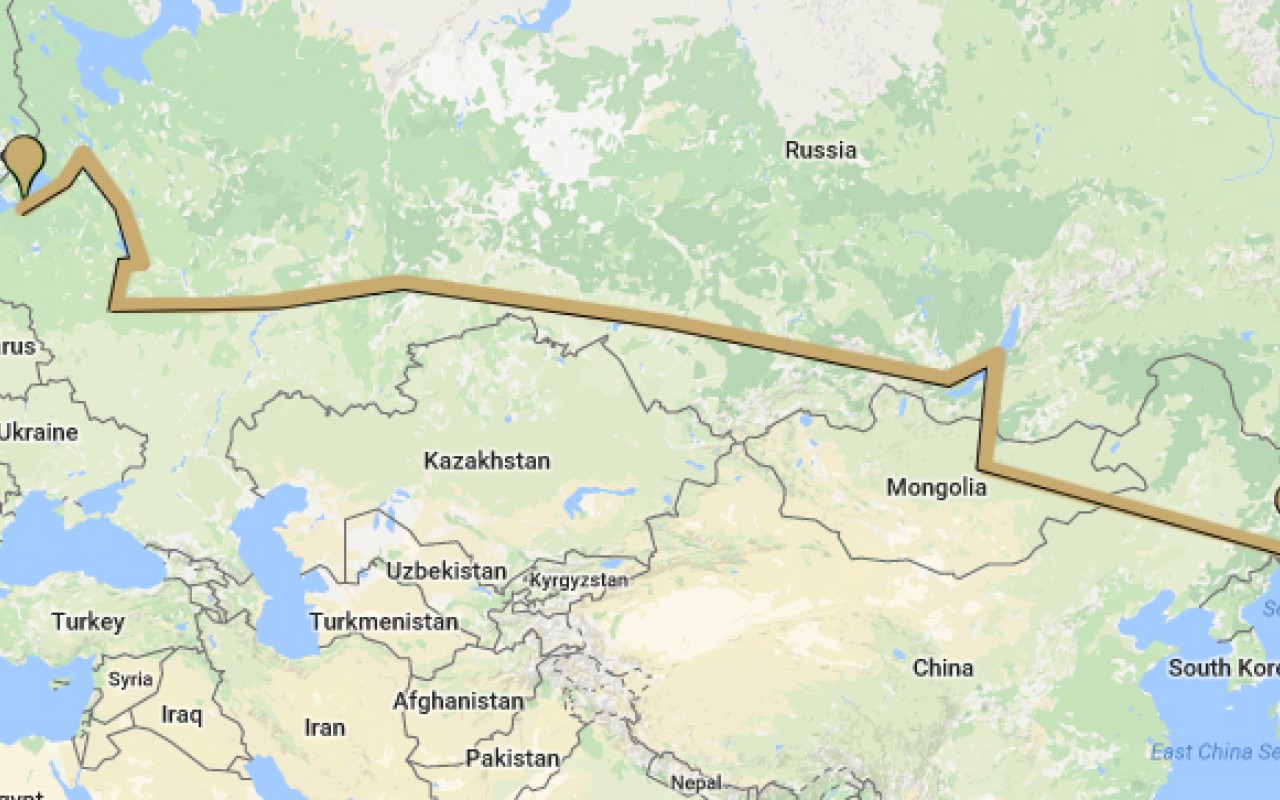 Russia
arus
Ukraine
Kazakhstan
Mongolia
Uzbekistan
Kyrgyzstan
Turkey
Turkmenistan
Syria
China
South Kore
Afghanistan
Iraq
Iran
Pakistan
East China Se
Nepal
Se
gypt